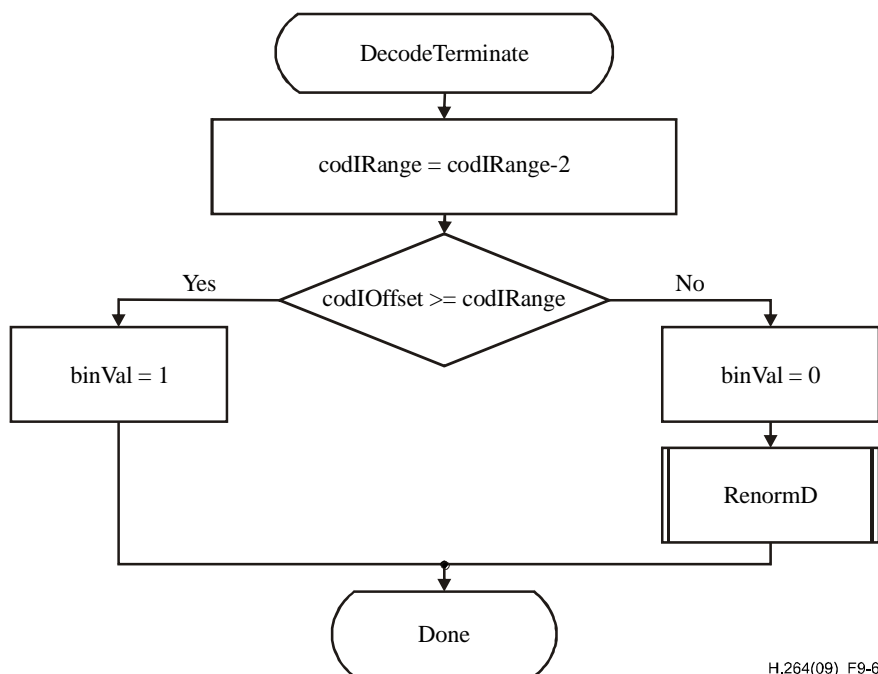 DecodeTerminate
codIRange = codIRange-2
codIOffset >= codIRange
Yes
No
binVal = 1
binVal = 0
RenormD
Done
H.264(09)_F9-6